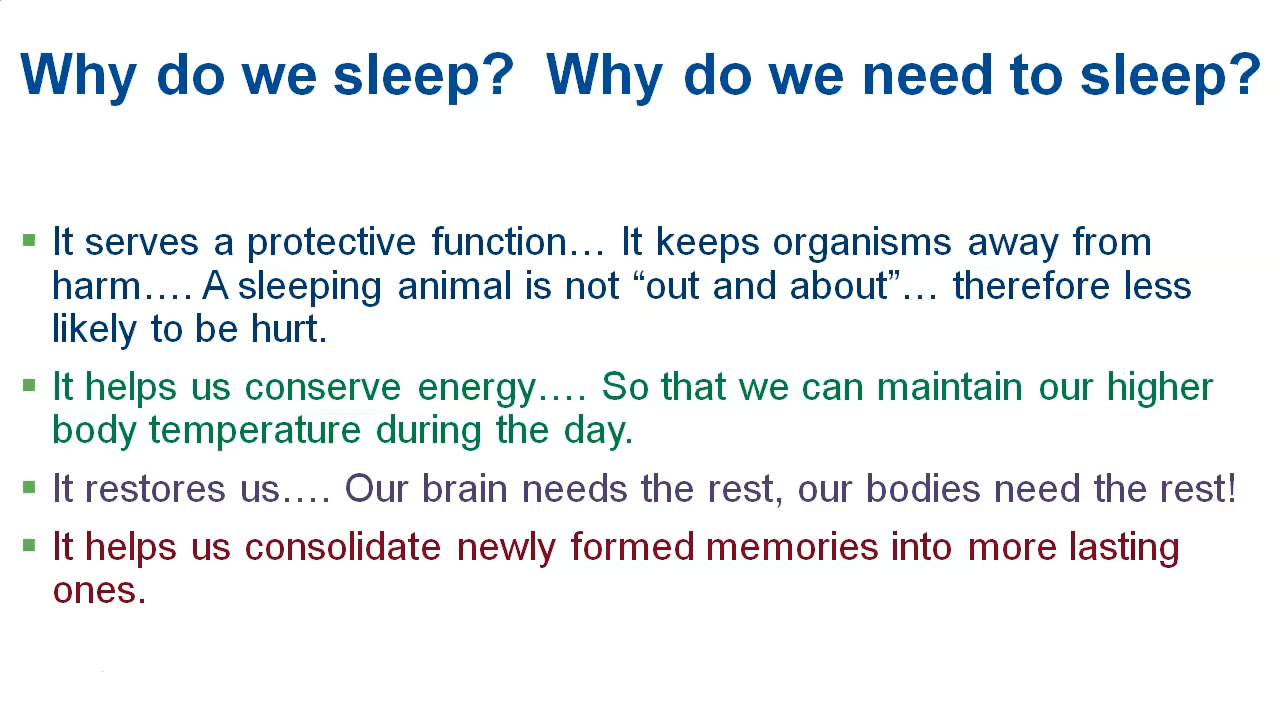 Why do we sleep?  Why do we need to sleep?
▪ It serves a protective function… It keeps organisms away from
harm…. A sleeping animal is not “out and about”… therefore less
likely to be hurt.
▪ It helps us conserve energy…. So that we can maintain our higher
body temperature during the day.
▪ It restores us…. Our brain needs the rest, our bodies need the rest!
▪ It helps us consolidate newly formed memories into more lasting
ones.